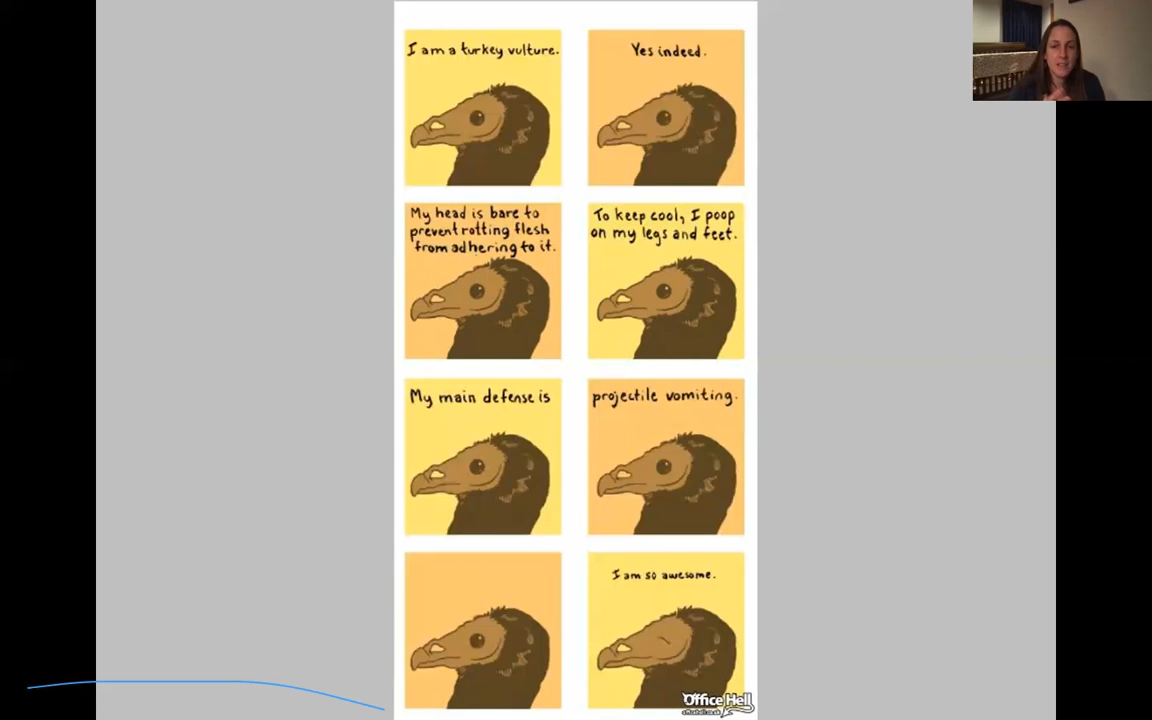 I am a turkey vulture.
Yes indeed.
My head is bare to
prevent rotting flesh
from adhering to it.
To keep cool, I poop
on my legs and feet.
My main defense is
projectile vomiting.
I am so awesome.
Office Hell